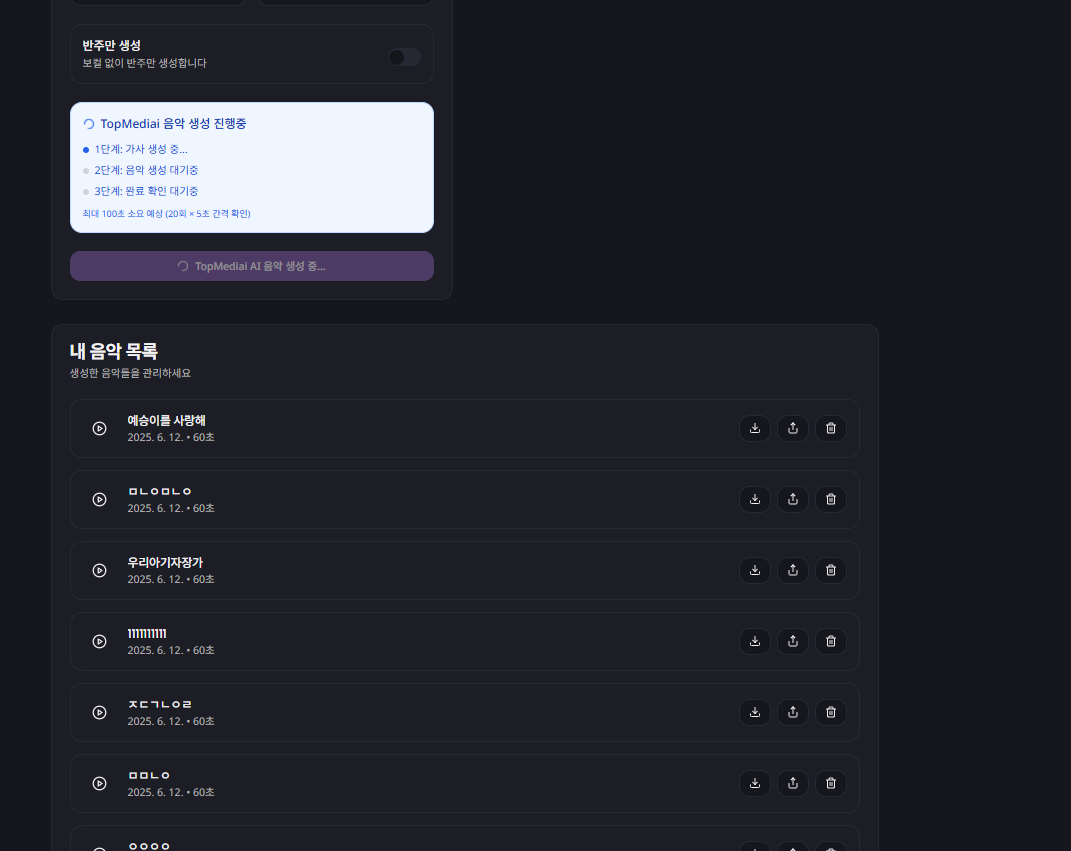 반주만 생성
보컬 없이 반주만 생성합니다
TopMediai 음악 생성 진행중
1단계: 가사 생성 중...
2단계: 음악 생성 대기중
3단계: 완료 확인 대기중
최대 100초 소요 예상 (20회 × 5초 간격 확인)
TopMediai AI 음악 생성 중...
내 음악 목록
생성한 음악들을 관리하세요
예승이를 사랑해
2025. 6. 12. • 60초
ㅁㄴㅇㅁㄴㅇ
2025. 6. 12. • 60초
우리아기자장가
2025. 6. 12. • 60초
1111111111
2025. 6. 12. • 60초
ㅈㄷㄱㄴㅇㄹ
2025. 6. 12. • 60초
ㅁㅁㄴㅇ
2025. 6. 12. • 60초
ㅇㅇㅇㅇ